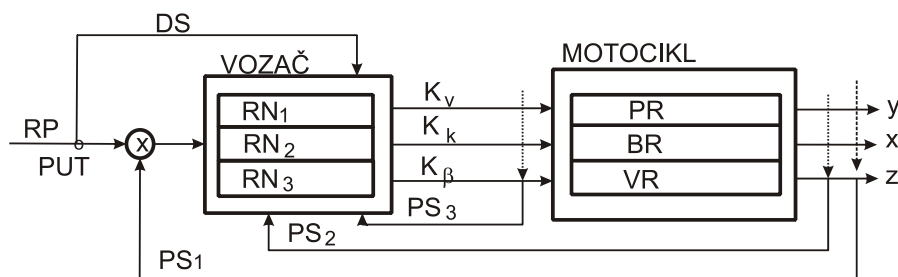 DS
VOZAČ
MOTOCIKL
RP
PUT
x
RN1
RN2
RN3
Kv
Kk
Kβ
PR
BR
VR
y
x
z
PS3
PS2
PS1